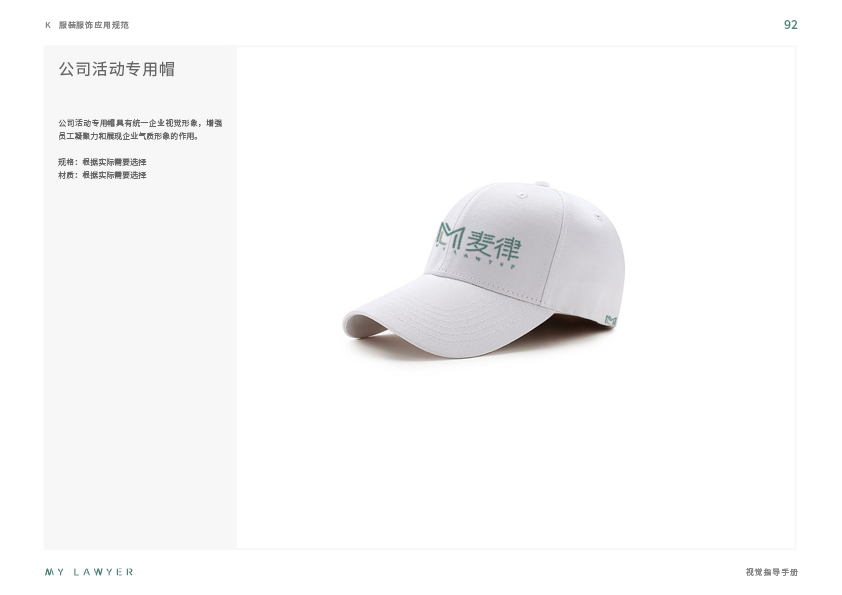 K 服装服饰应用规范
92
公司活动专用帽
公司活动专用帽具有统一企业视觉形象，增强
员工凝聚力和展现企业气质形象的作用。
规格：根据实际需要选择
材质：根据实际需要选择
麦律
MY LAWYER
MY LAWYER
视觉指导手册